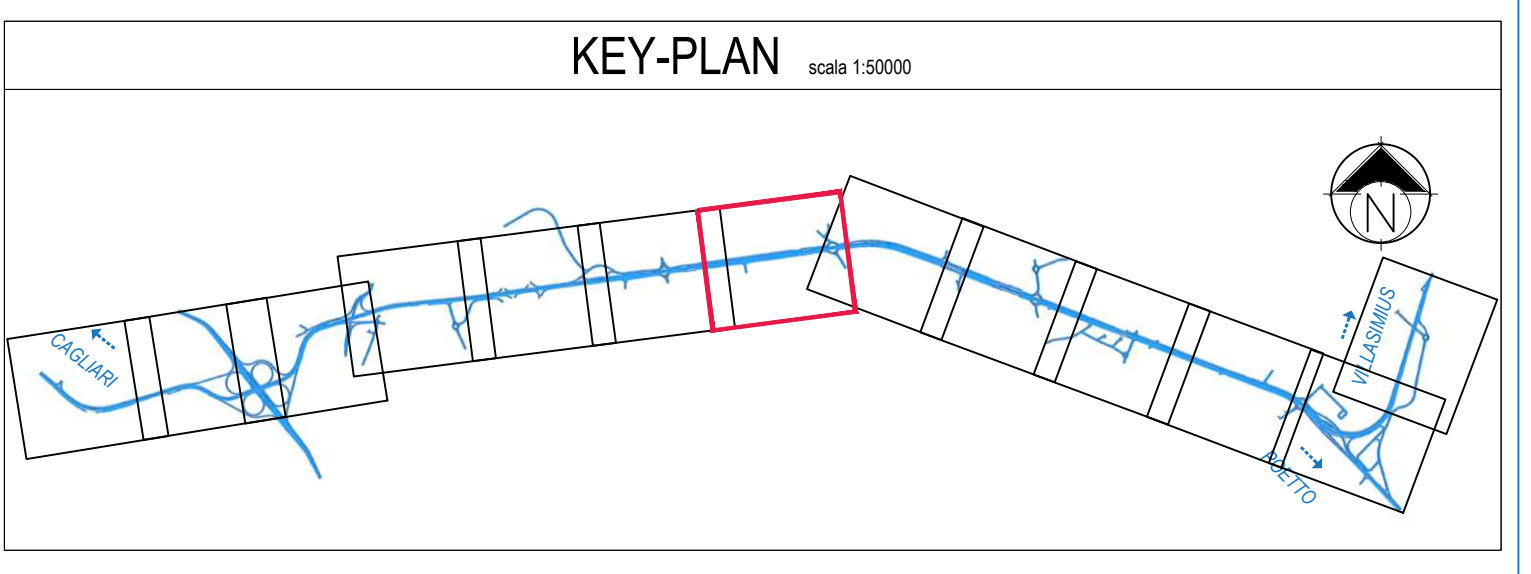 KEY-PLAN scala 1:50000
N
CAGLIARI
VILLASIMIUS
POETTO